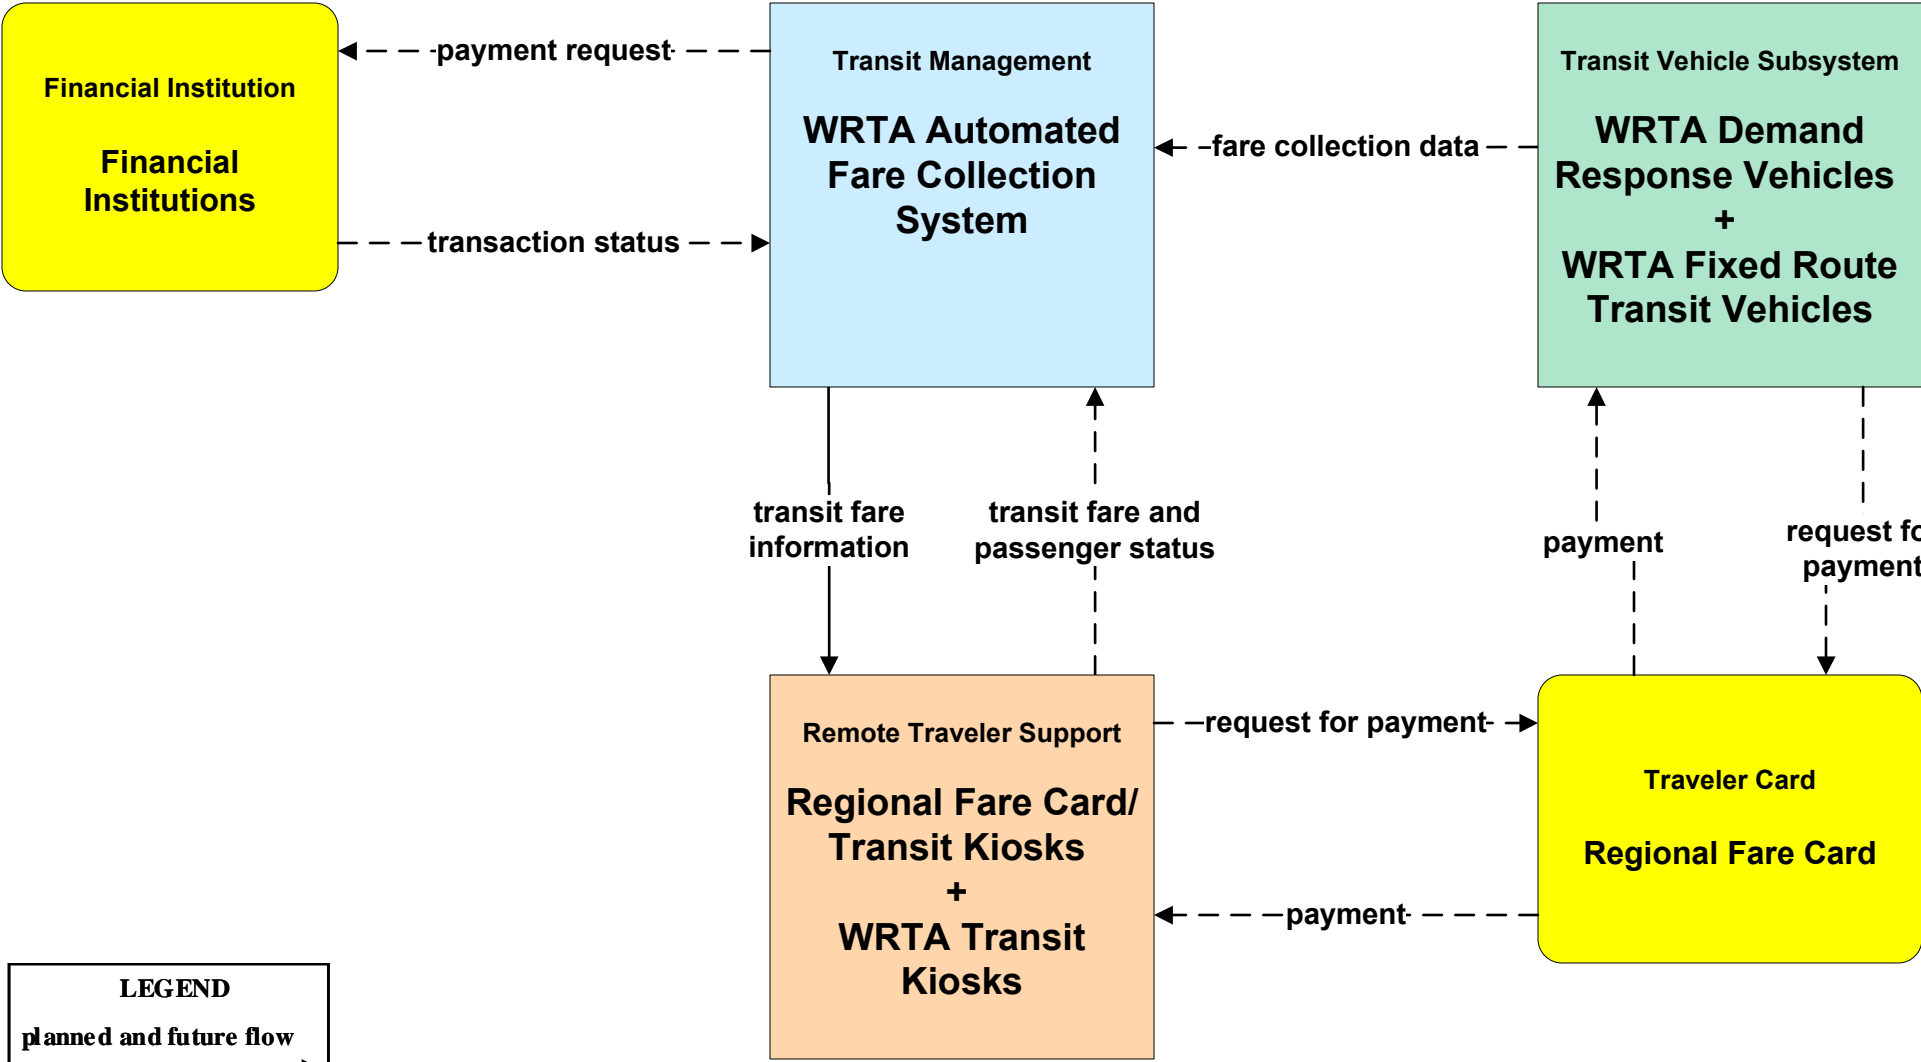 Financial Institution
Financial
Institutions
payment request
transaction status
Transit Management
WRTA Automated
Fare Collection
System
fare collection data
Transit Vehicle Subsystem
WRTA Demand
Response Vehicles
+
WRTA Fixed Route
Transit Vehicles
transit fare
information
transit fare and
passenger status
payment
request fo
payment
Remote Traveler Support
Regional Fare Card/
Transit Kiosks
+
WRTA Transit
Kiosks
request for payment
payment
Traveler Card
Regional Fare Card
LEGEND
planned and future flow